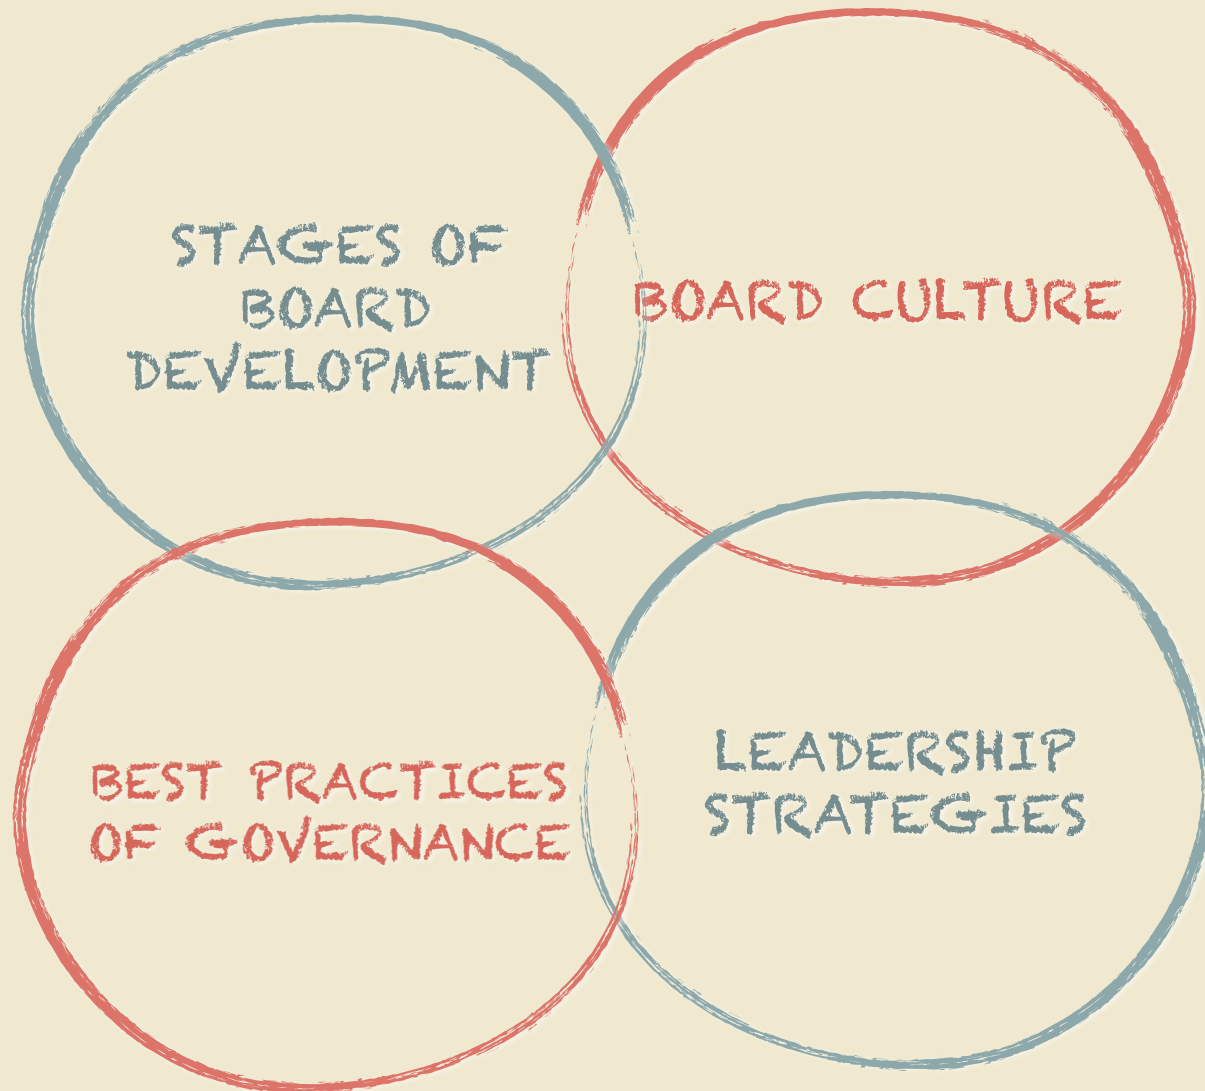 STAGES OF
BOARD
DEVELOPMENT
BOARD CULTURE
BEST PRACTICES
OF GOVERNANCE
LEADERSHIP
STRATEGIES